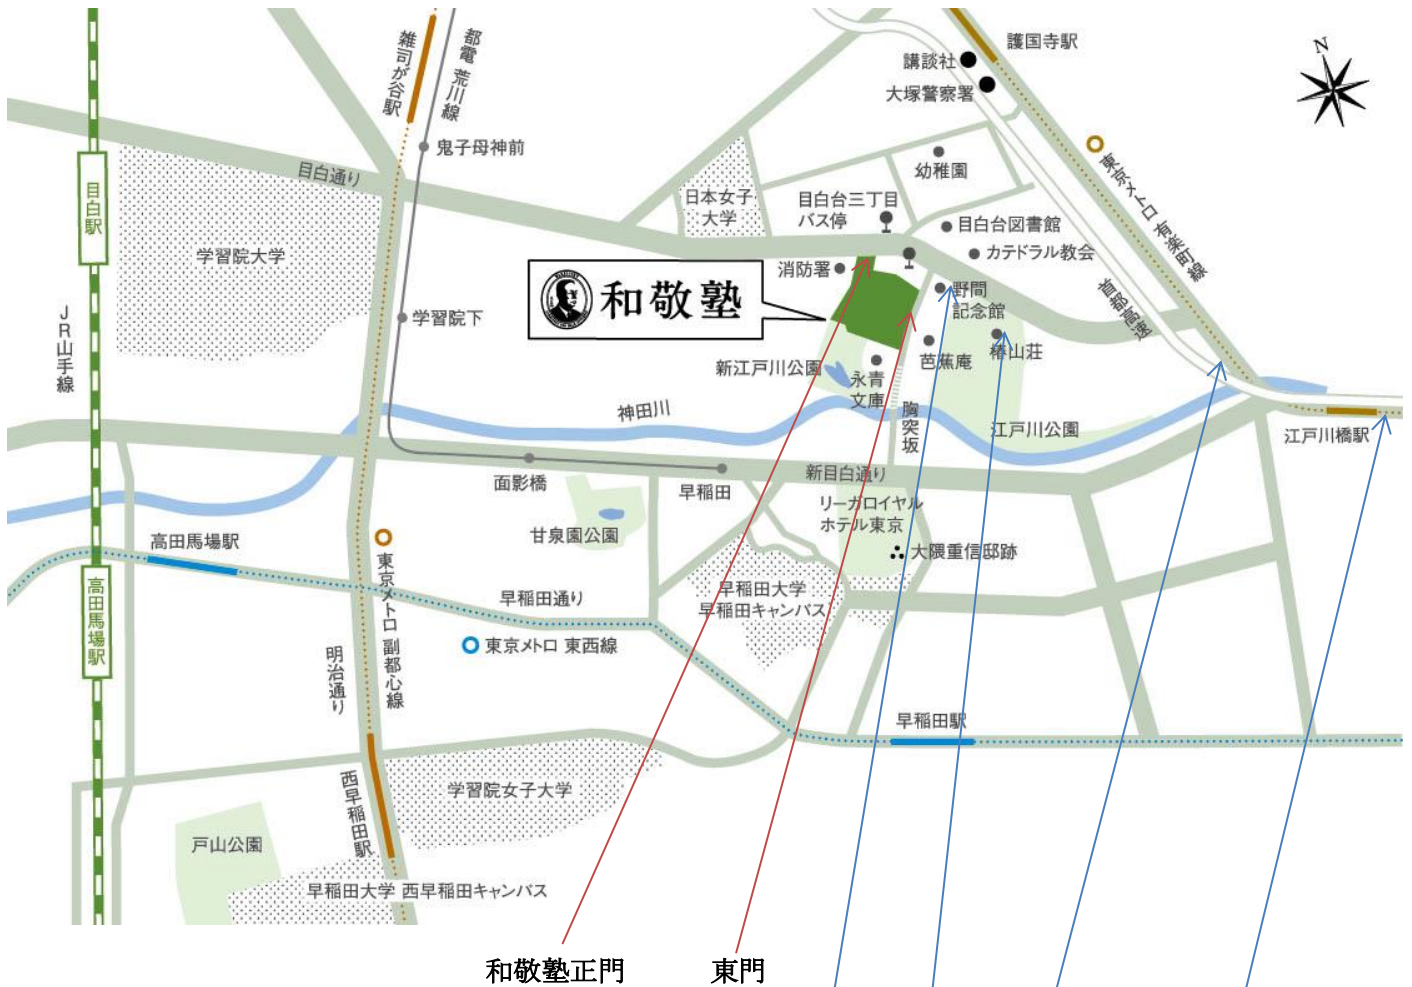 N
護国寺駅
講談社
大塚警察署
雑司が谷駅
都電 荒川線
鬼子母神前
幼稚園
東京メトロ 有楽町線
目白通り
目白駅
日本女子
大学
目白台三丁目
バス停
目白台図書館
カテドラル教会
学習院大学
消防署
野間
記念館
和敬塾
首都高速
JR山手線
学習院下
芭蕉庵
椿山荘
新江戸川公園
永青
文庫
神田川
胸突坂
江戸川公園
江戸川橋駅
新目白通り
面影橋
早稲田
リーガロイヤル
ホテル東京
甘泉園公園
高田馬場駅
大隈重信邸跡
東京メトロ 副都心線
高田馬場駅
早稲田通り
早稲田大学
早稲田キャンパス
東京メトロ 東西線
明治通り
早稲田駅
西早稲田駅
学習院女子大学
戸山公園
早稲田大学 西早稲田キャンパス
和敬塾正門
東門